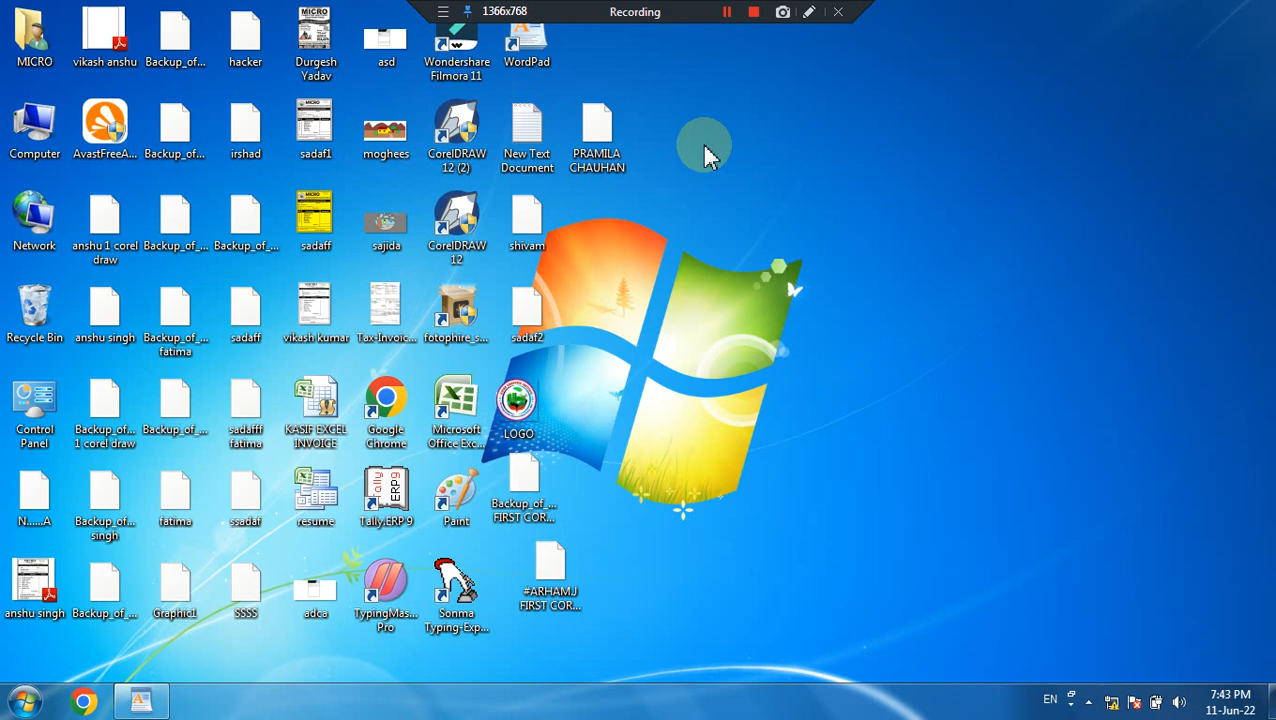 1366x768
Recording
MICRO
vikash anshu
Backup_of_...
hacker
Durgesh
Yadav
asd
Wondershare
Filmora 11
WordPad
Computer
AvastFreeA...
Backup_of_...
irshad
sadaf1
moghees
CorelDRAW
12 (2)
New Text
Document
PRAMILA
CHAUHAN
Network
anshu 1 corel
draw
Backup_of_...
Backup_of_...
sadaff
sajida
CorelDRAW
12
shivam
Recycle Bin
anshu singh
Backup_of_...
fatima
sadaff
vikash kumar
Tax-Invoic...
fotophire_s...
sadaf2
Control
Panel
Backup_of...
1 corel draw
Backup_of_...
sadafff
fatima
KASIF EXCEL
INVOICE
Google
Chrome
Microsoft
Office Exc...
LOGO
N......A
Backup_of...
singh
fatima
ssadaf
resume
Tally.ERP 9
Paint
Backup_of_...
FIRST COR...
anshu singh
Backup_of_...
Graphic1
SSSS
adca
TypingMas...
Pro
Sonma
Typing-Exp...
#ARHAMJ
FIRST COR...
EN
7:43 PM
11-Jun-22